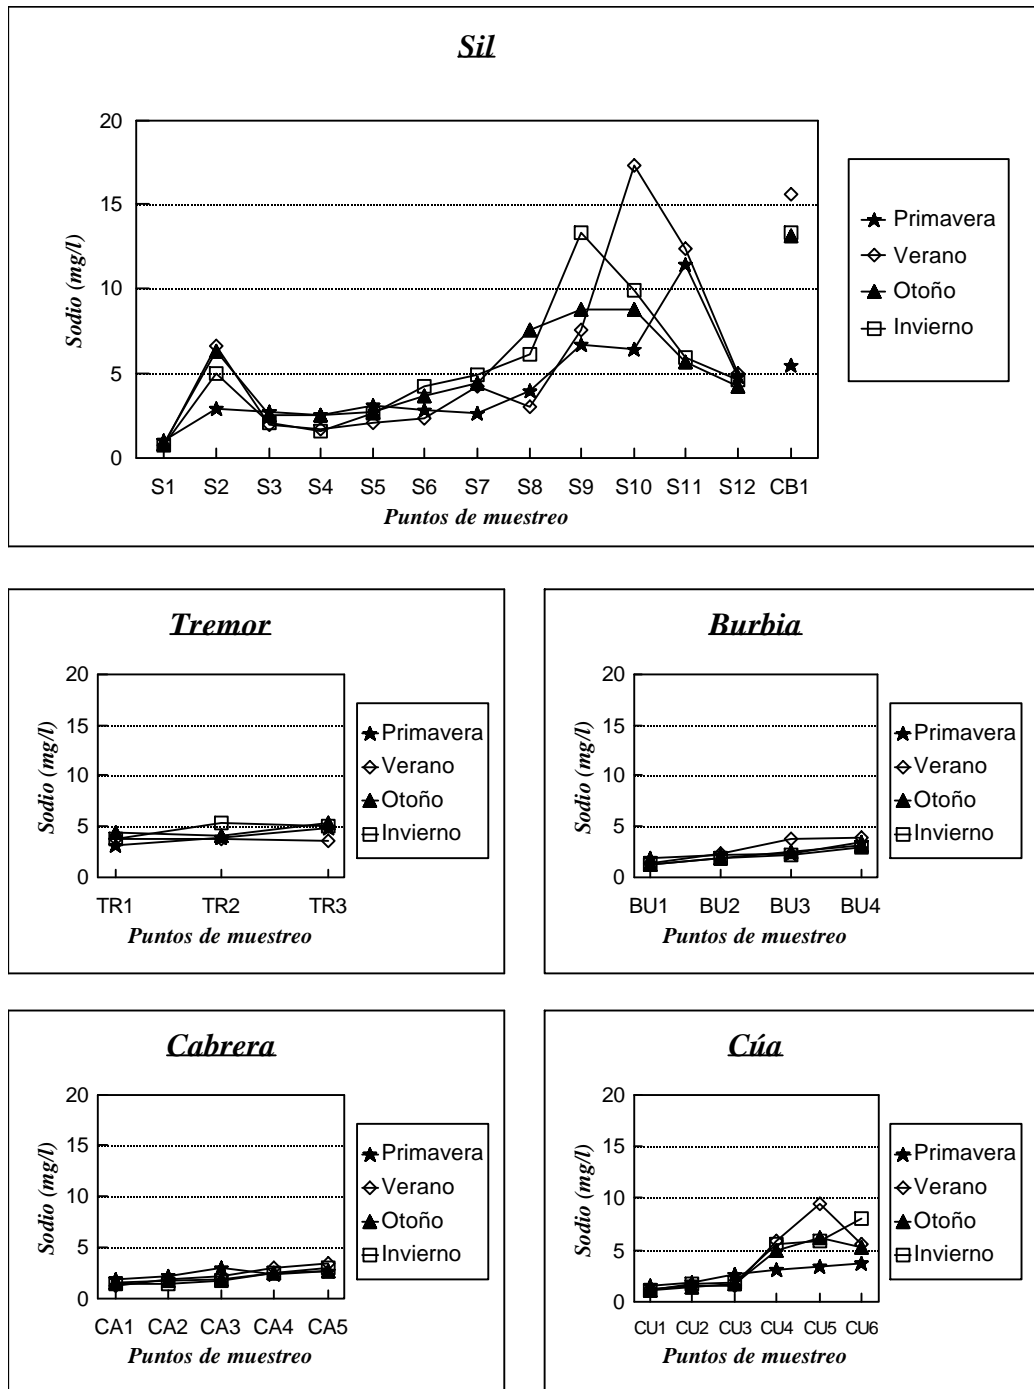 Sil
20
15
10
5
0
Sodio (mg/l)
S1 S2 S3 S4 S5 S6 S7 S8 S9 S10 S11 S12 CB1
Puntos de muestreo
Primavera
Verano
Otoño
Invierno
Tremor
20
15
10
5
0
Sodio (mg/l)
TR1 TR2 TR3
Puntos de muestreo
Primavera
Verano
Otoño
Invierno
Burbia
20
15
10
5
0
Sodio (mg/l)
BU1 BU2 BU3 BU4
Puntos de muestreo
Primavera
Verano
Otoño
Invierno
Cabrera
20
15
10
5
0
Sodio (mg/l)
CA1 CA2 CA3 CA4 CA5
Puntos de muestreo
Primavera
Verano
Otoño
Invierno
Cúa
20
15
10
5
0
Sodio (mg/l)
CU1 CU2 CU3 CU4 CU5 CU6
Puntos de muestreo
Primavera
Verano
Otoño
Invierno